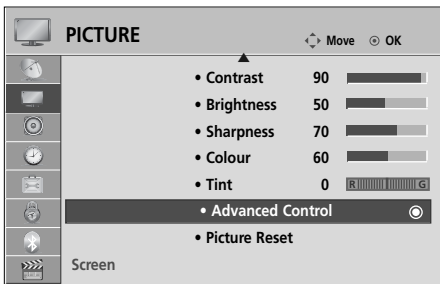 PICTURE Move OK
• Contrast 90
• Brightness 50
• Sharpness 70
• Colour 60
• Tint 0 R G
• Advanced Control
• Picture Reset
Screen